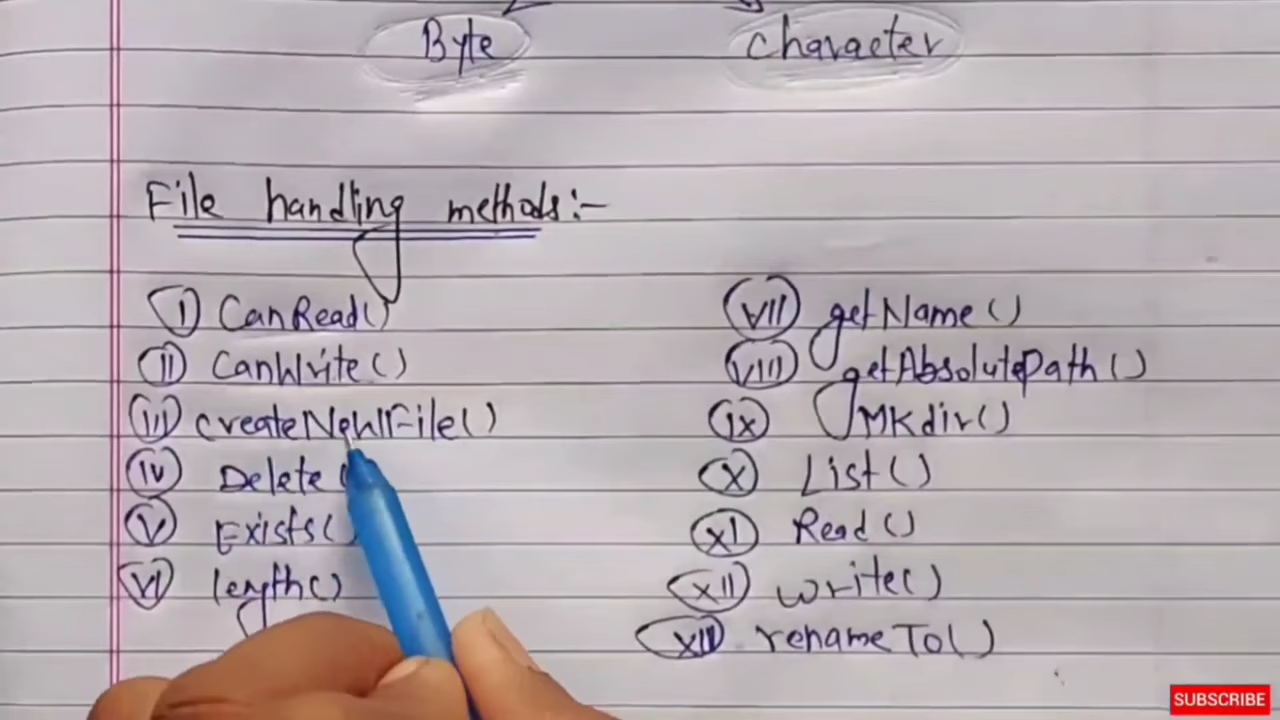 Byte
character
File handling methods:-
i CanRead()
ii CanWrite()
iii createNewFile()
iv Delete (
v Exists()
vi length()
vii getName()
viii getAbsolutePath()
ix MKdir()
x List()
xi Read()
xii write()
xiii renameTo()
SUBSCRIBE